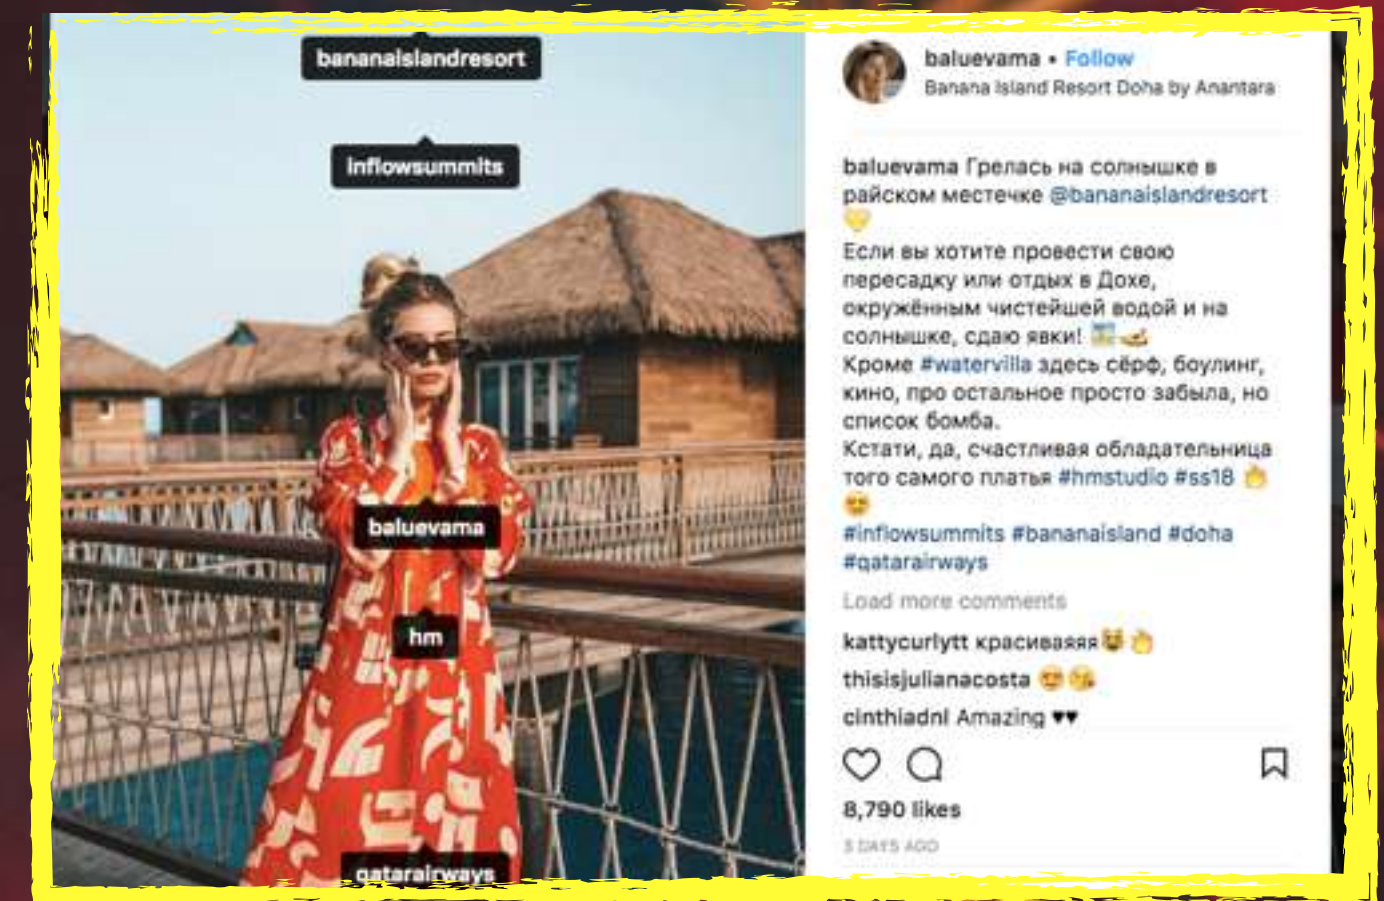 bananaislandresort
inflowsummits
baluevama
hm
qatarairways
baluevama • Follow
Banana Island Resort Doha by Anantara
baluevama Грелась на солнышке в
райском местечке @bananaislandresort
💛
Если вы хотите провести свою
пересадку или отдых в Дохе,
окружённым чистейшей водой и на
солнышке, сдаю явки!
Кроме #watervilla здесь сёрф, боулинг,
кино, про остальное просто забыла, но
список бомба.
Кстати, да, счастливая обладательница
того самого платья #hmstudio #ss18 👏
😍
#inflowsummits #bananaisland #doha
#qatarairways
Load more comments
kattycurlytt красиваяяя😻👏
thisisjulianacosta 😍😘
cinthiadnl Amazing ♥♥
8,790 likes
3 DAYS AGO